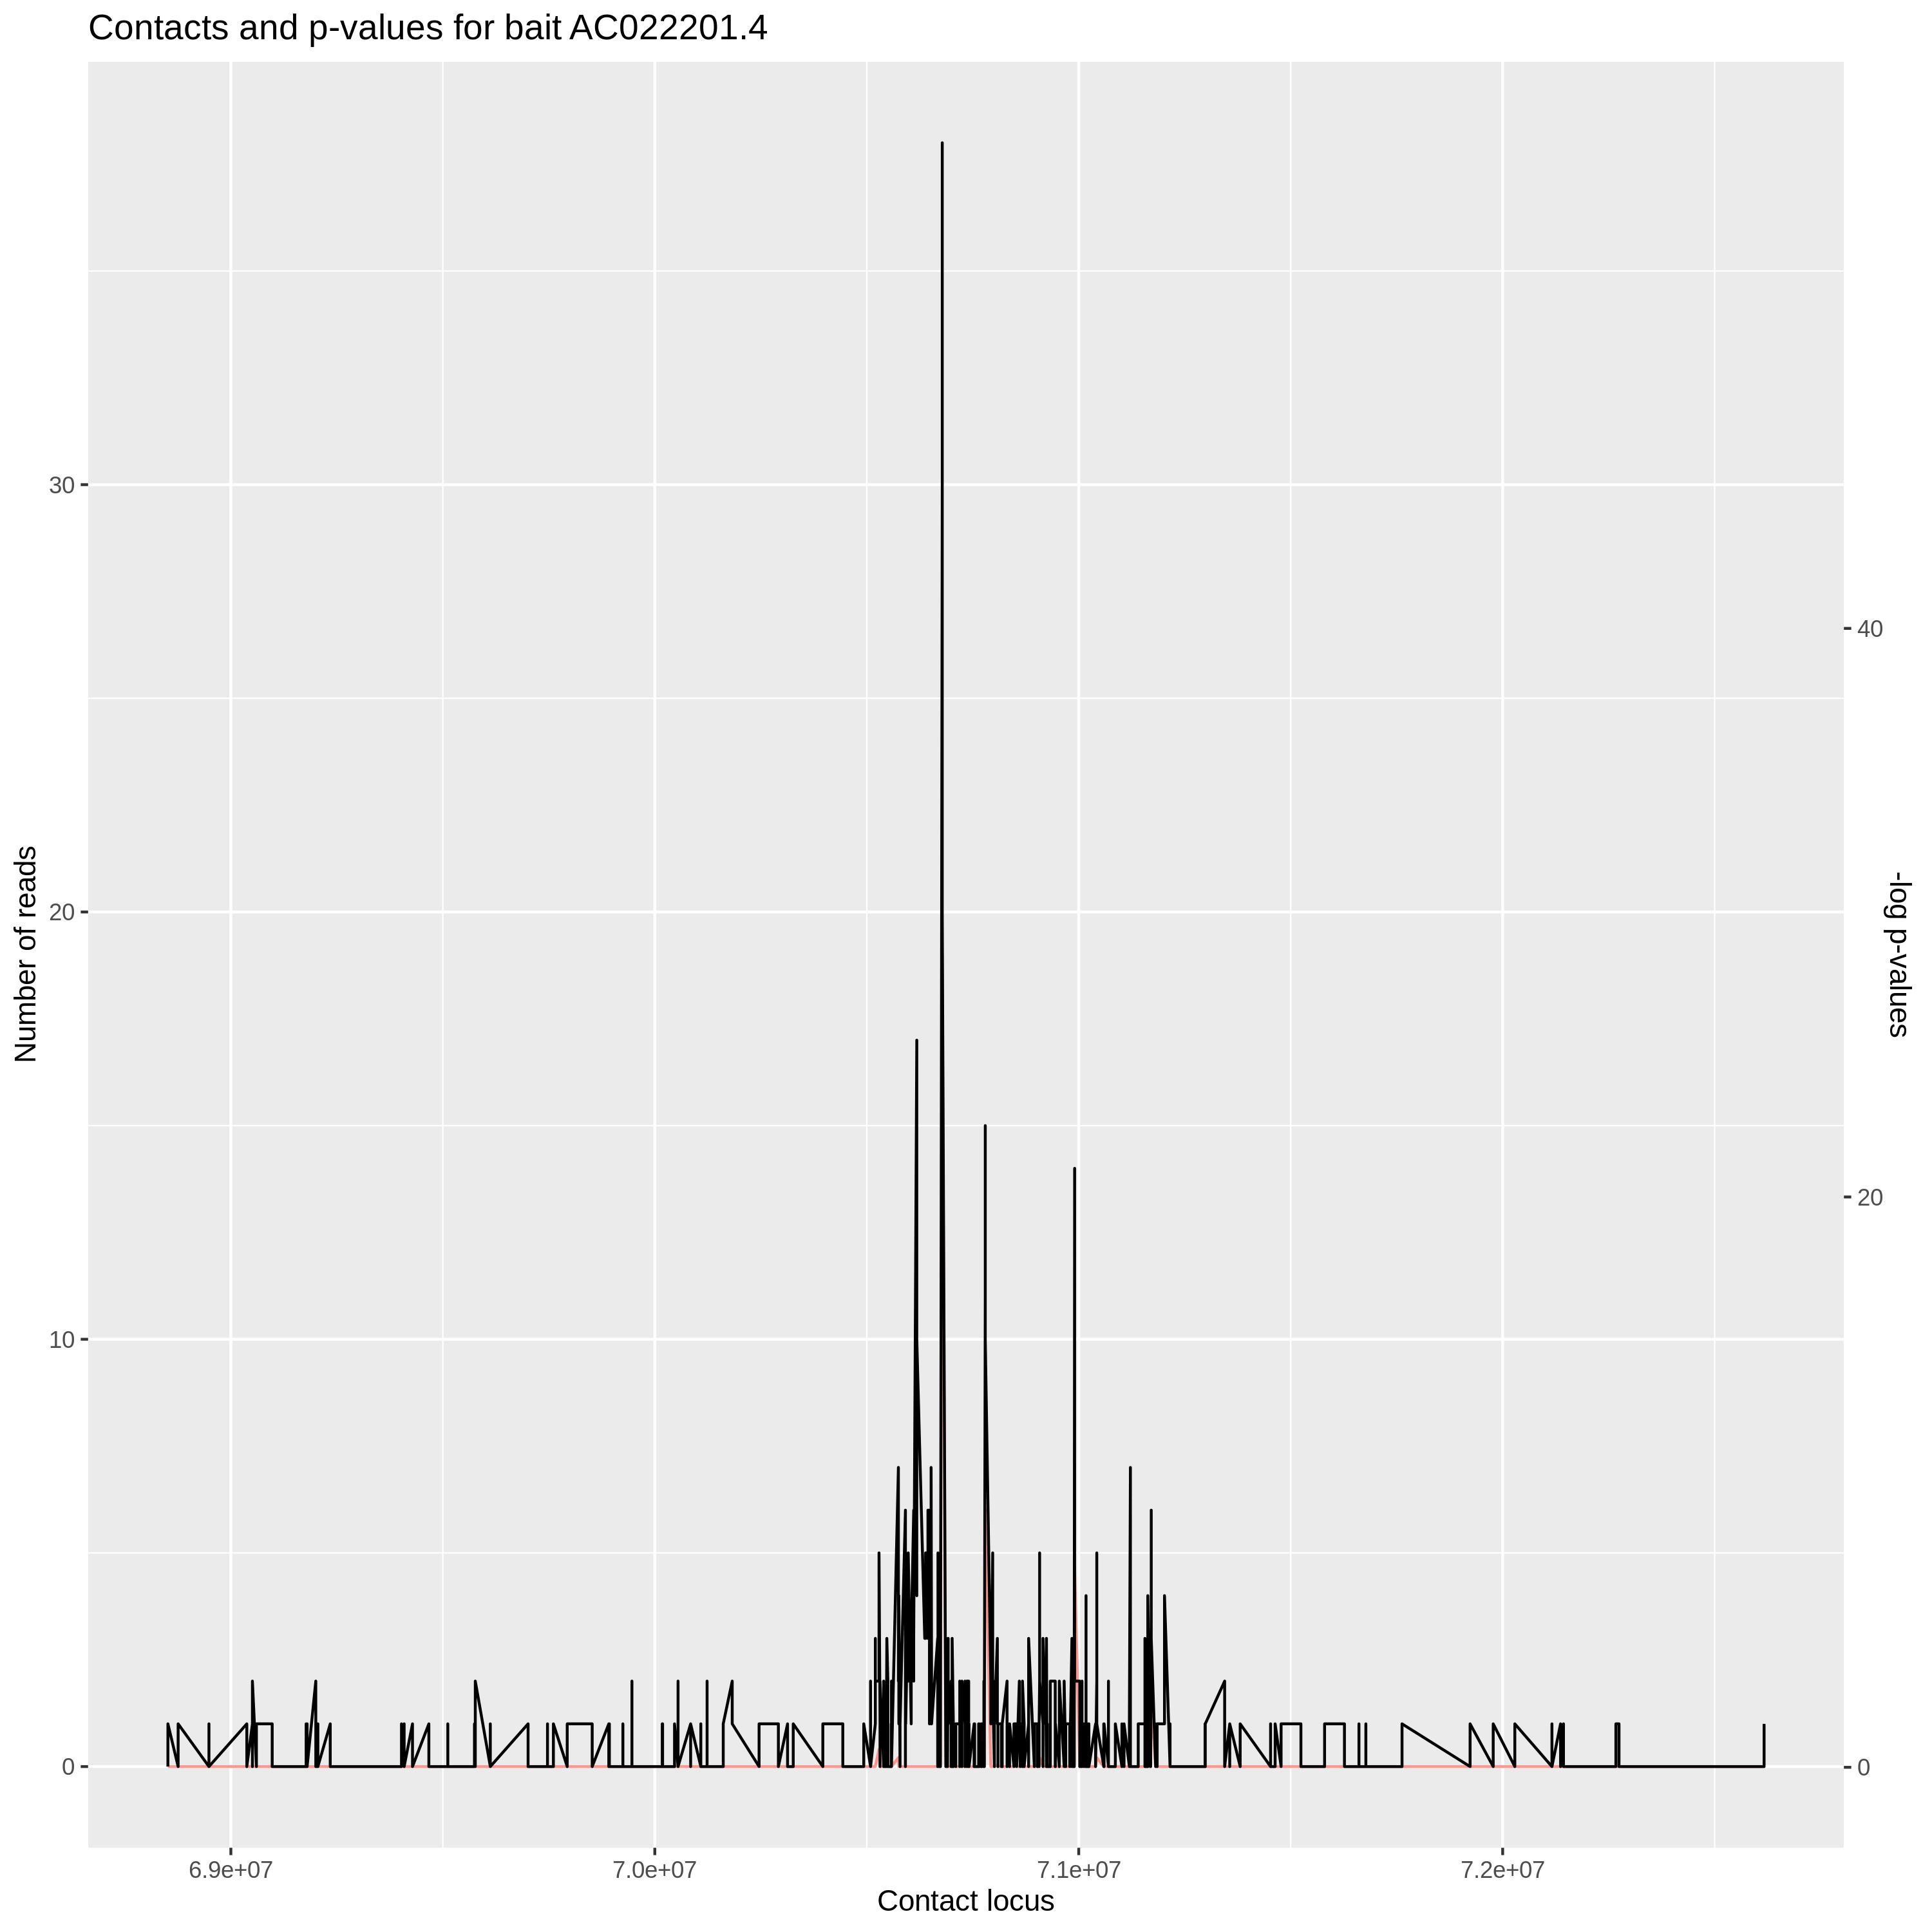 Contacts and p-values for bait AC022201.4
30
20
10
0
Number of reads
40
20
0
-log p-values
6.9e+07
7.0e+07
7.1e+07
7.2e+07
Contact locus